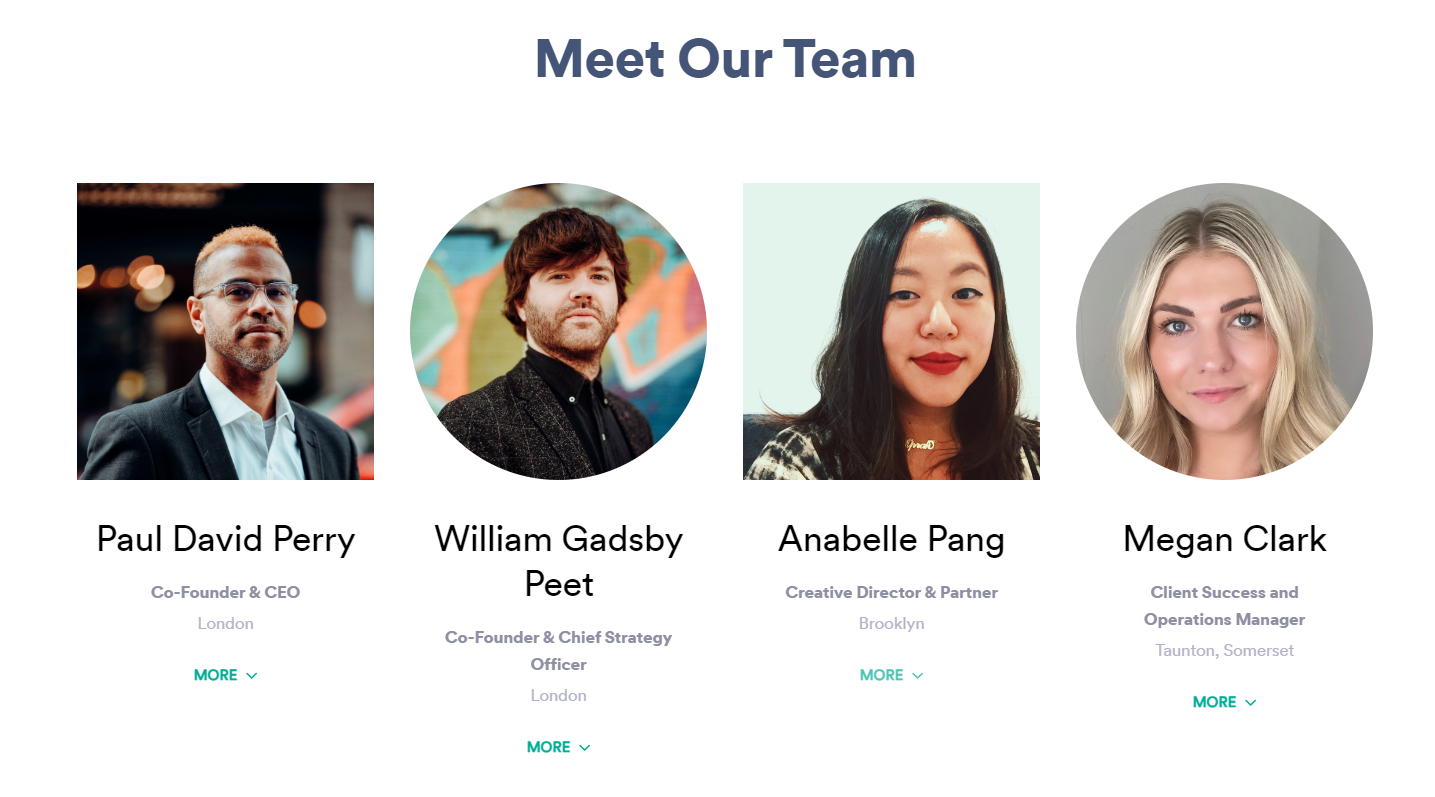 Meet Our Team
Paul David Perry
Co-Founder & CEO
London
MORE
William Gadsby
Peet
Co-Founder & Chief Strategy
Officer
London
MORE
Anabelle Pang
Creative Director & Partner
Brooklyn
MORE
Megan Clark
Client Success and
Operations Manager
Taunton, Somerset
MORE